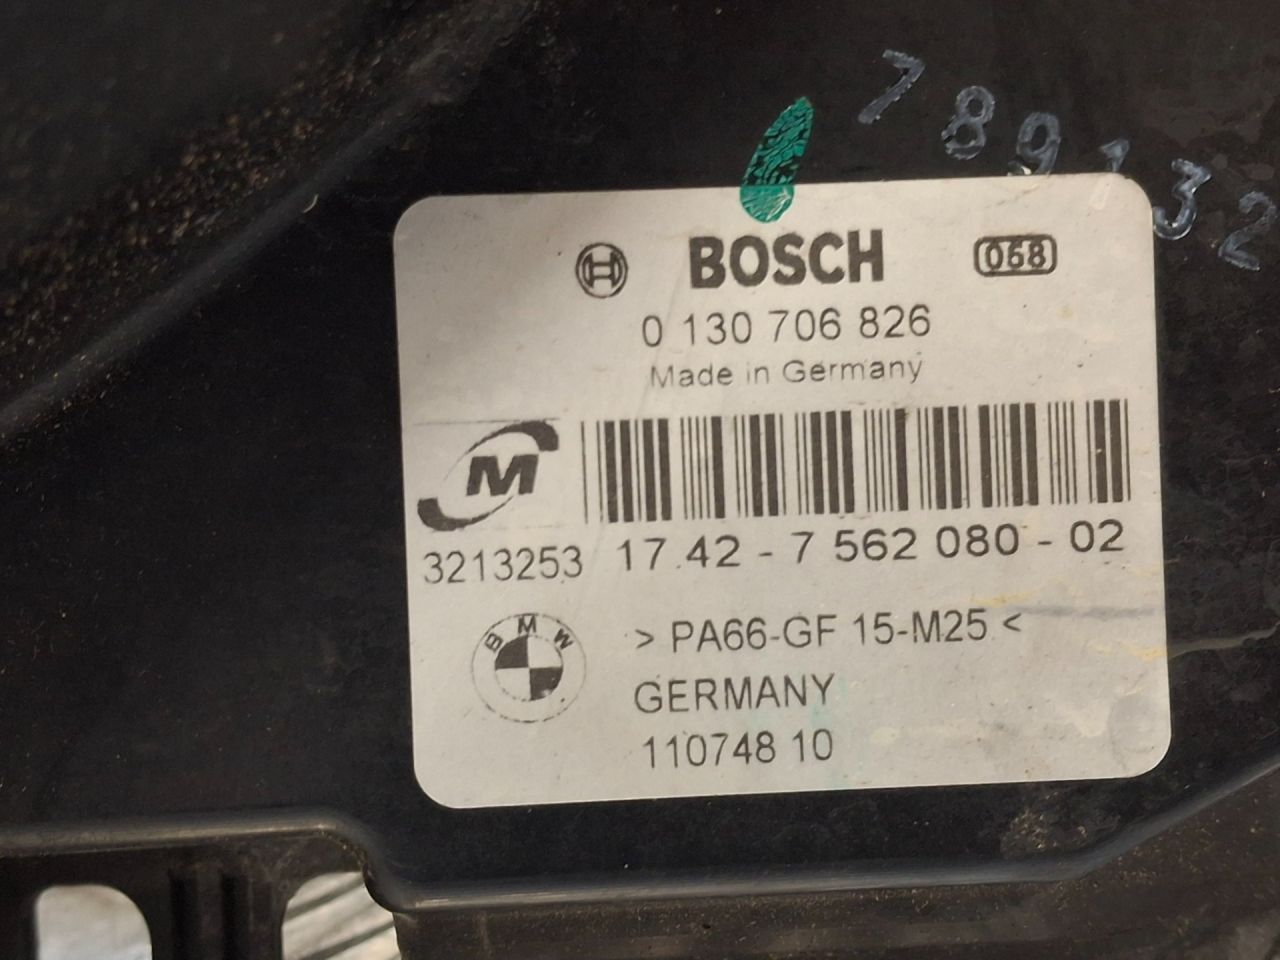 789132
BOSCH 068
0 130 706 826
Made in Germany
M
3213253 17.42 - 7 562 080 - 02
BMW
> PA66-GF 15-M25 <
GERMANY
110748 10